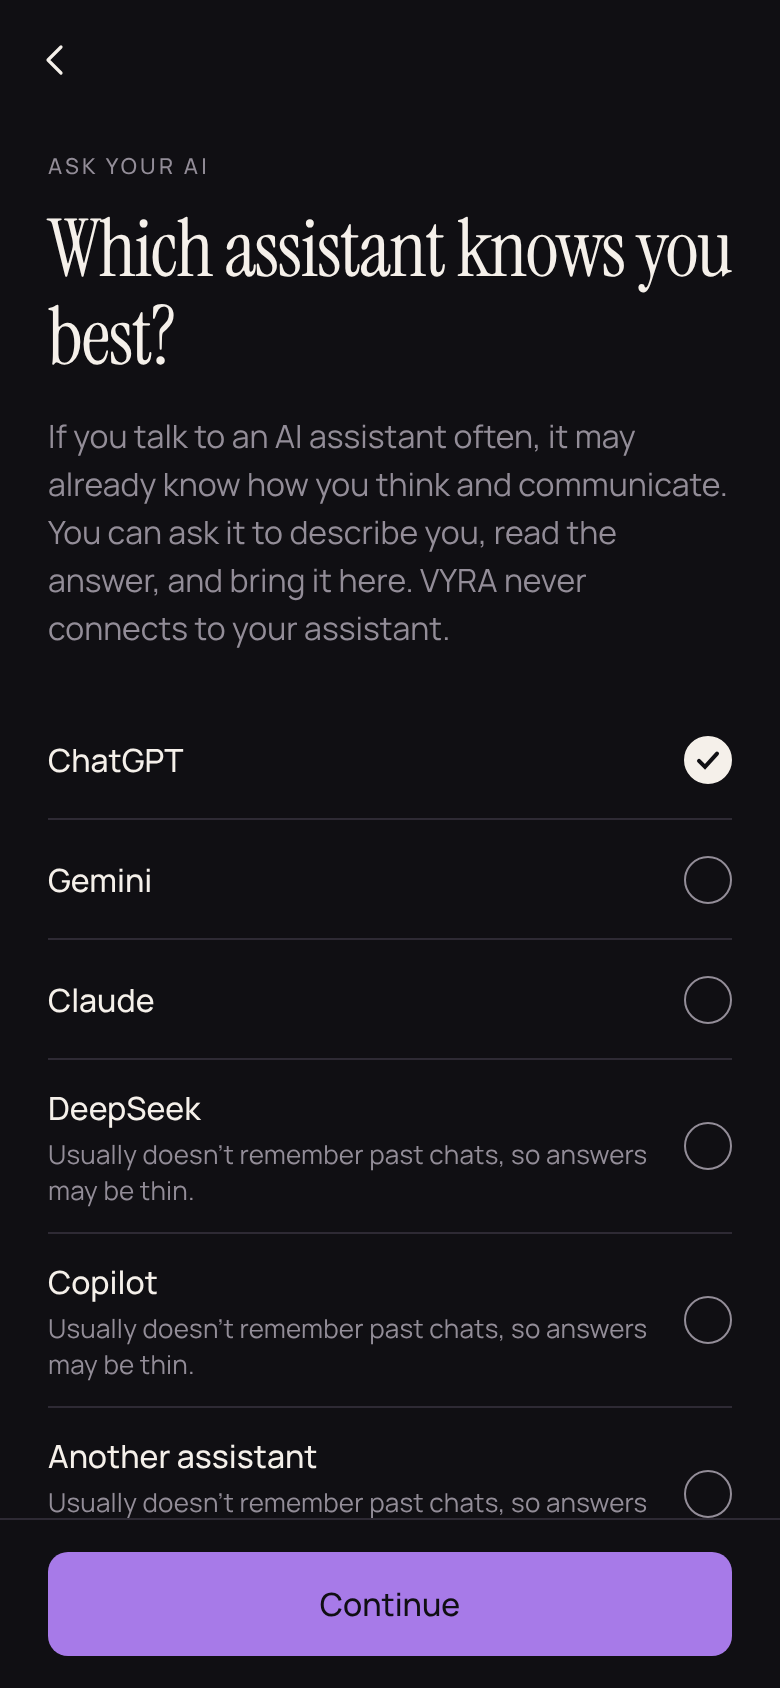 ASK YOUR AI
Which assistant knows you
best?
If you talk to an AI assistant often, it may
already know how you think and communicate.
You can ask it to describe you, read the
answer, and bring it here. VYRA never
connects to your assistant.
ChatGPT
Gemini
Claude
DeepSeek
Usually doesn’t remember past chats, so answers
may be thin.
Copilot
Usually doesn’t remember past chats, so answers
may be thin.
Another assistant
Usually doesn’t remember past chats, so answers
Continue